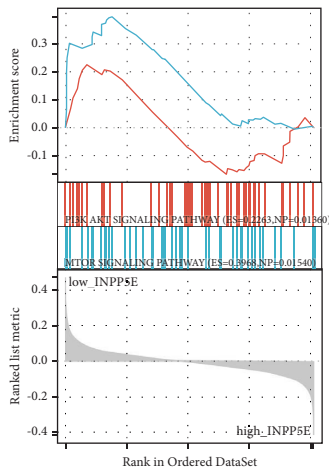 Enrichment score
0.3
0.2
0.1
0.0
-0.1
PI3K AKT SIGNALING PATHWAY (ES=0.2263,NP=0.01360)
MTOR SIGNALING PATHWAY (ES=0.3968,NP=0.01540)
Ranked list metric
0.4
0.2
0.0
-0.2
-0.4
low_INPP5E
high_INPP5E
Rank in Ordered DataSet